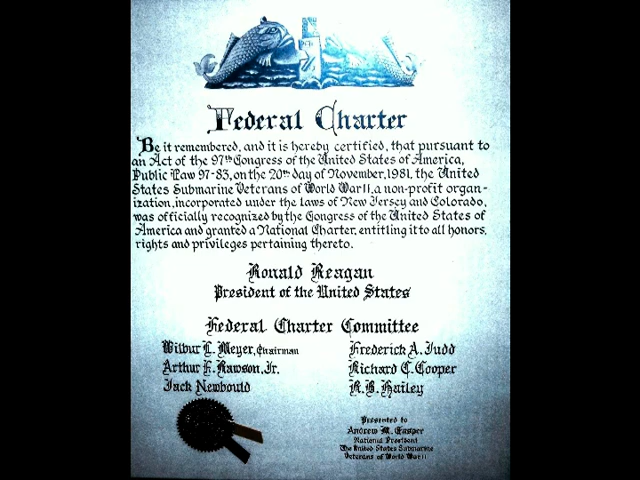 Federal Charter
Be it remembered, and it is hereby certified, that pursuant to
an Act of the 97th Congress of the United States of America,
Public Law 97-83, on the 20th day of November, 1981, the United
States Submarine Veterans of World War II, a non-profit organ-
ization, incorporated under the laws of New Jersey and Colorado,
was officially recognized by the Congress of the United States of
America and granted a National Charter, entitling it to all honors,
rights and privileges pertaining thereto.
Ronald Reagan
President of the United States
Federal Charter Committee
Wilbur L. Meyer, Chairman Frederick A. Judd
Arthur F. Rawson, Jr. Richard C. Cooper
Jack Newbould R. B. Hailey
Presented to
Andrew M. Gasper
National President
The United States Submarine
Veterans of World War II